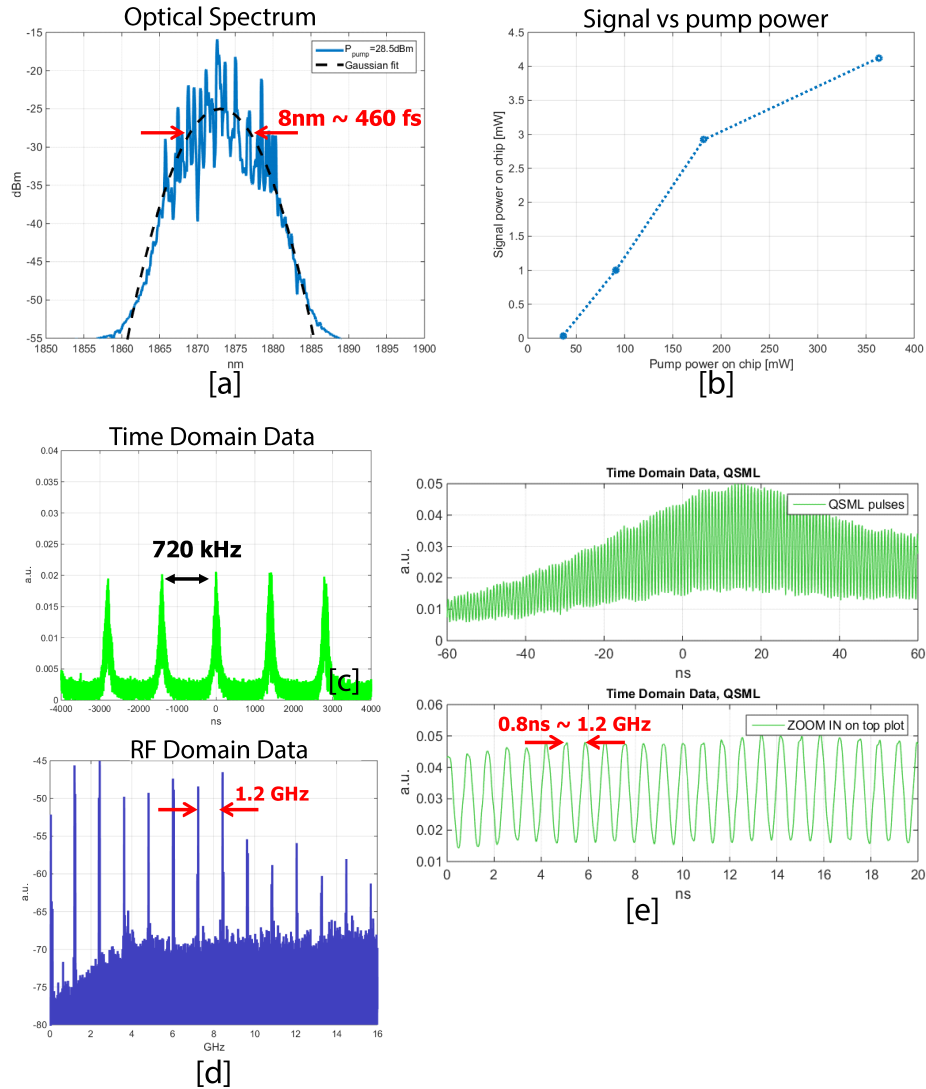 Optical Spectrum
-15
-20
-25
-30
-35
-40
-45
-50
-55
dBm
P_pump=28.5dBm
Gaussian fit
8nm ~ 460 fs
1850 1855 1860 1865 1870 1875 1880 1885 1890 1895 1900
nm
[a]
Signal vs pump power
4.5
4
3.5
3
2.5
2
1.5
1
0.5
0
Signal power on chip [mW]
0 50 100 150 200 250 300 350 400
Pump power on chip [mW]
[b]
Time Domain Data
0.04
0.035
0.03
0.025
0.02
0.015
0.01
0.005
0
a.u.
720 kHz
-4000 -3000 -2000 -1000 0 1000 2000 3000 4000
ns
[c]
RF Domain Data
-45
-50
-55
-60
-65
-70
-75
-80
a.u.
1.2 GHz
0 2 4 6 8 10 12 14 16
GHz
[d]
Time Domain Data, QSML
0.05
0.04
0.03
0.02
0.01
0
a.u.
QSML pulses
-60 -40 -20 0 20 40 60
ns
Time Domain Data, QSML
0.06
0.05
0.04
0.03
0.02
0.01
a.u.
0.8ns ~ 1.2 GHz
ZOOM IN on top plot
0 2 4 6 8 10 12 14 16 18 20
ns
[e]